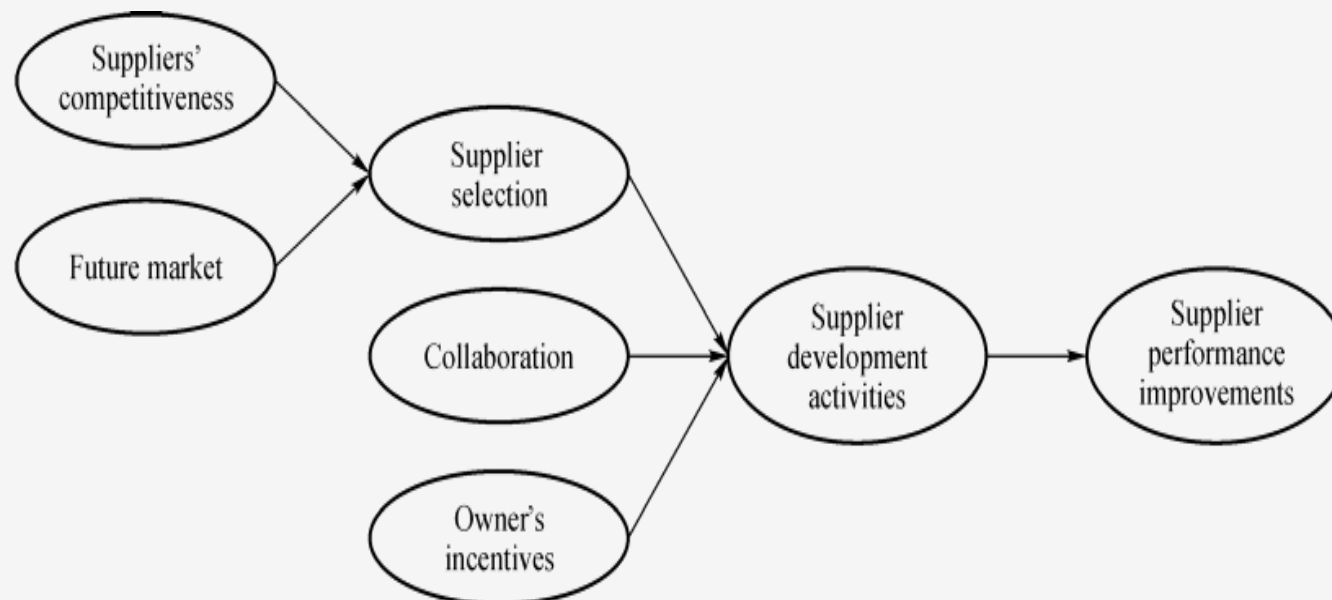 Suppliers’
competitiveness
Future market
Supplier
selection
Collaboration
Owner’s
incentives
Supplier
development
activities
Supplier
performance
improvements